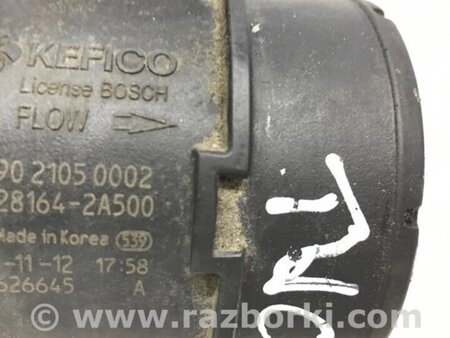 KEFICO
License BOSCH
FLOW
90 2105 0002
28164-2A500
Made in Korea 539
-11-12 17:58
626645 A
www.razborki.com